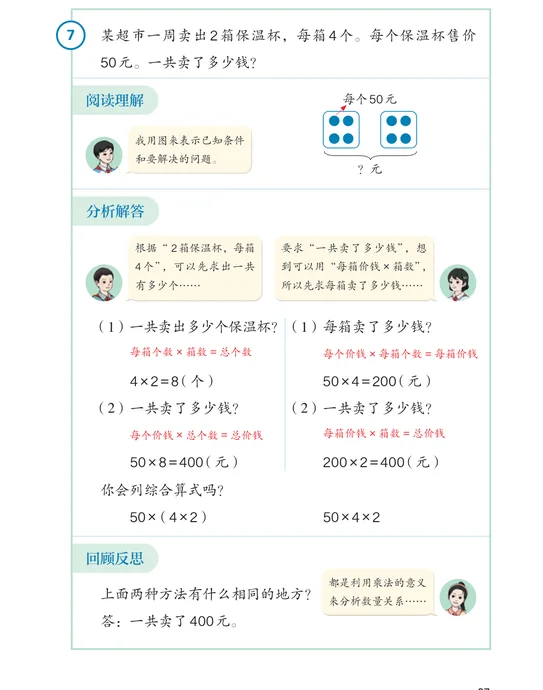 7
某超市一周卖出2箱保温杯，每箱4个。每个保温杯售价
50元。一共卖了多少钱？
阅读理解
我用图来表示已知条件
和要解决的问题。
每个50元
？元
分析解答
根据“2箱保温杯，每箱
4个”，可以先求出一共
有多少个……
要求“一共卖了多少钱”，想
到可以用“每箱价钱×箱数”，
所以先求每箱卖了多少钱……
（1）一共卖出多少个保温杯？
每箱个数×箱数=总个数
4×2=8（个）
（2）一共卖了多少钱？
每个价钱×总个数=总价钱
50×8=400（元）
（1）每箱卖了多少钱？
每个价钱×每箱个数=每箱价钱
50×4=200（元）
（2）一共卖了多少钱？
每箱价钱×箱数=总价钱
200×2=400（元）
你会列综合算式吗？
50×（4×2）
50×4×2
回顾反思
上面两种方法有什么相同的地方？
都是利用乘法的意义
来分析数量关系……
答：一共卖了400元。